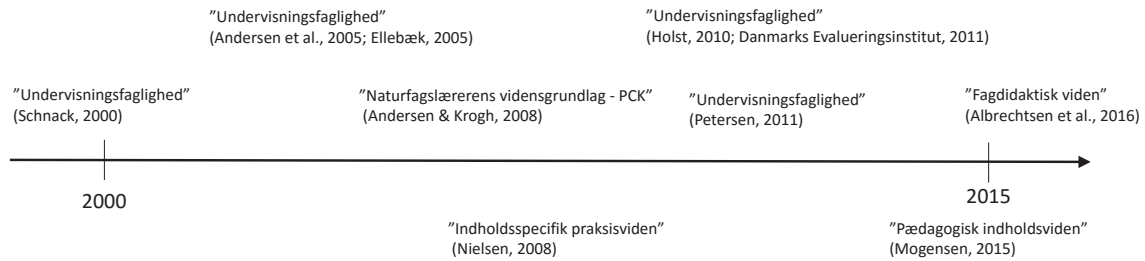 ”Undervisningsfaglighed”
(Andersen et al., 2005; Ellebæk, 2005)
”Undervisningsfaglighed”
(Holst, 2010; Danmarks Evalueringsinstitut, 2011)
”Undervisningsfaglighed”
(Schnack, 2000)
”Naturfagslærerens vidensgrundlag - PCK”
(Andersen & Krogh, 2008)
”Undervisningsfaglighed”
(Petersen, 2011)
”Fagdidaktisk viden”
(Albrechtsen et al., 2016)
2000
2015
”Indholdsspecifik praksisviden”
(Nielsen, 2008)
”Pædagogisk indholdsviden”
(Mogensen, 2015)